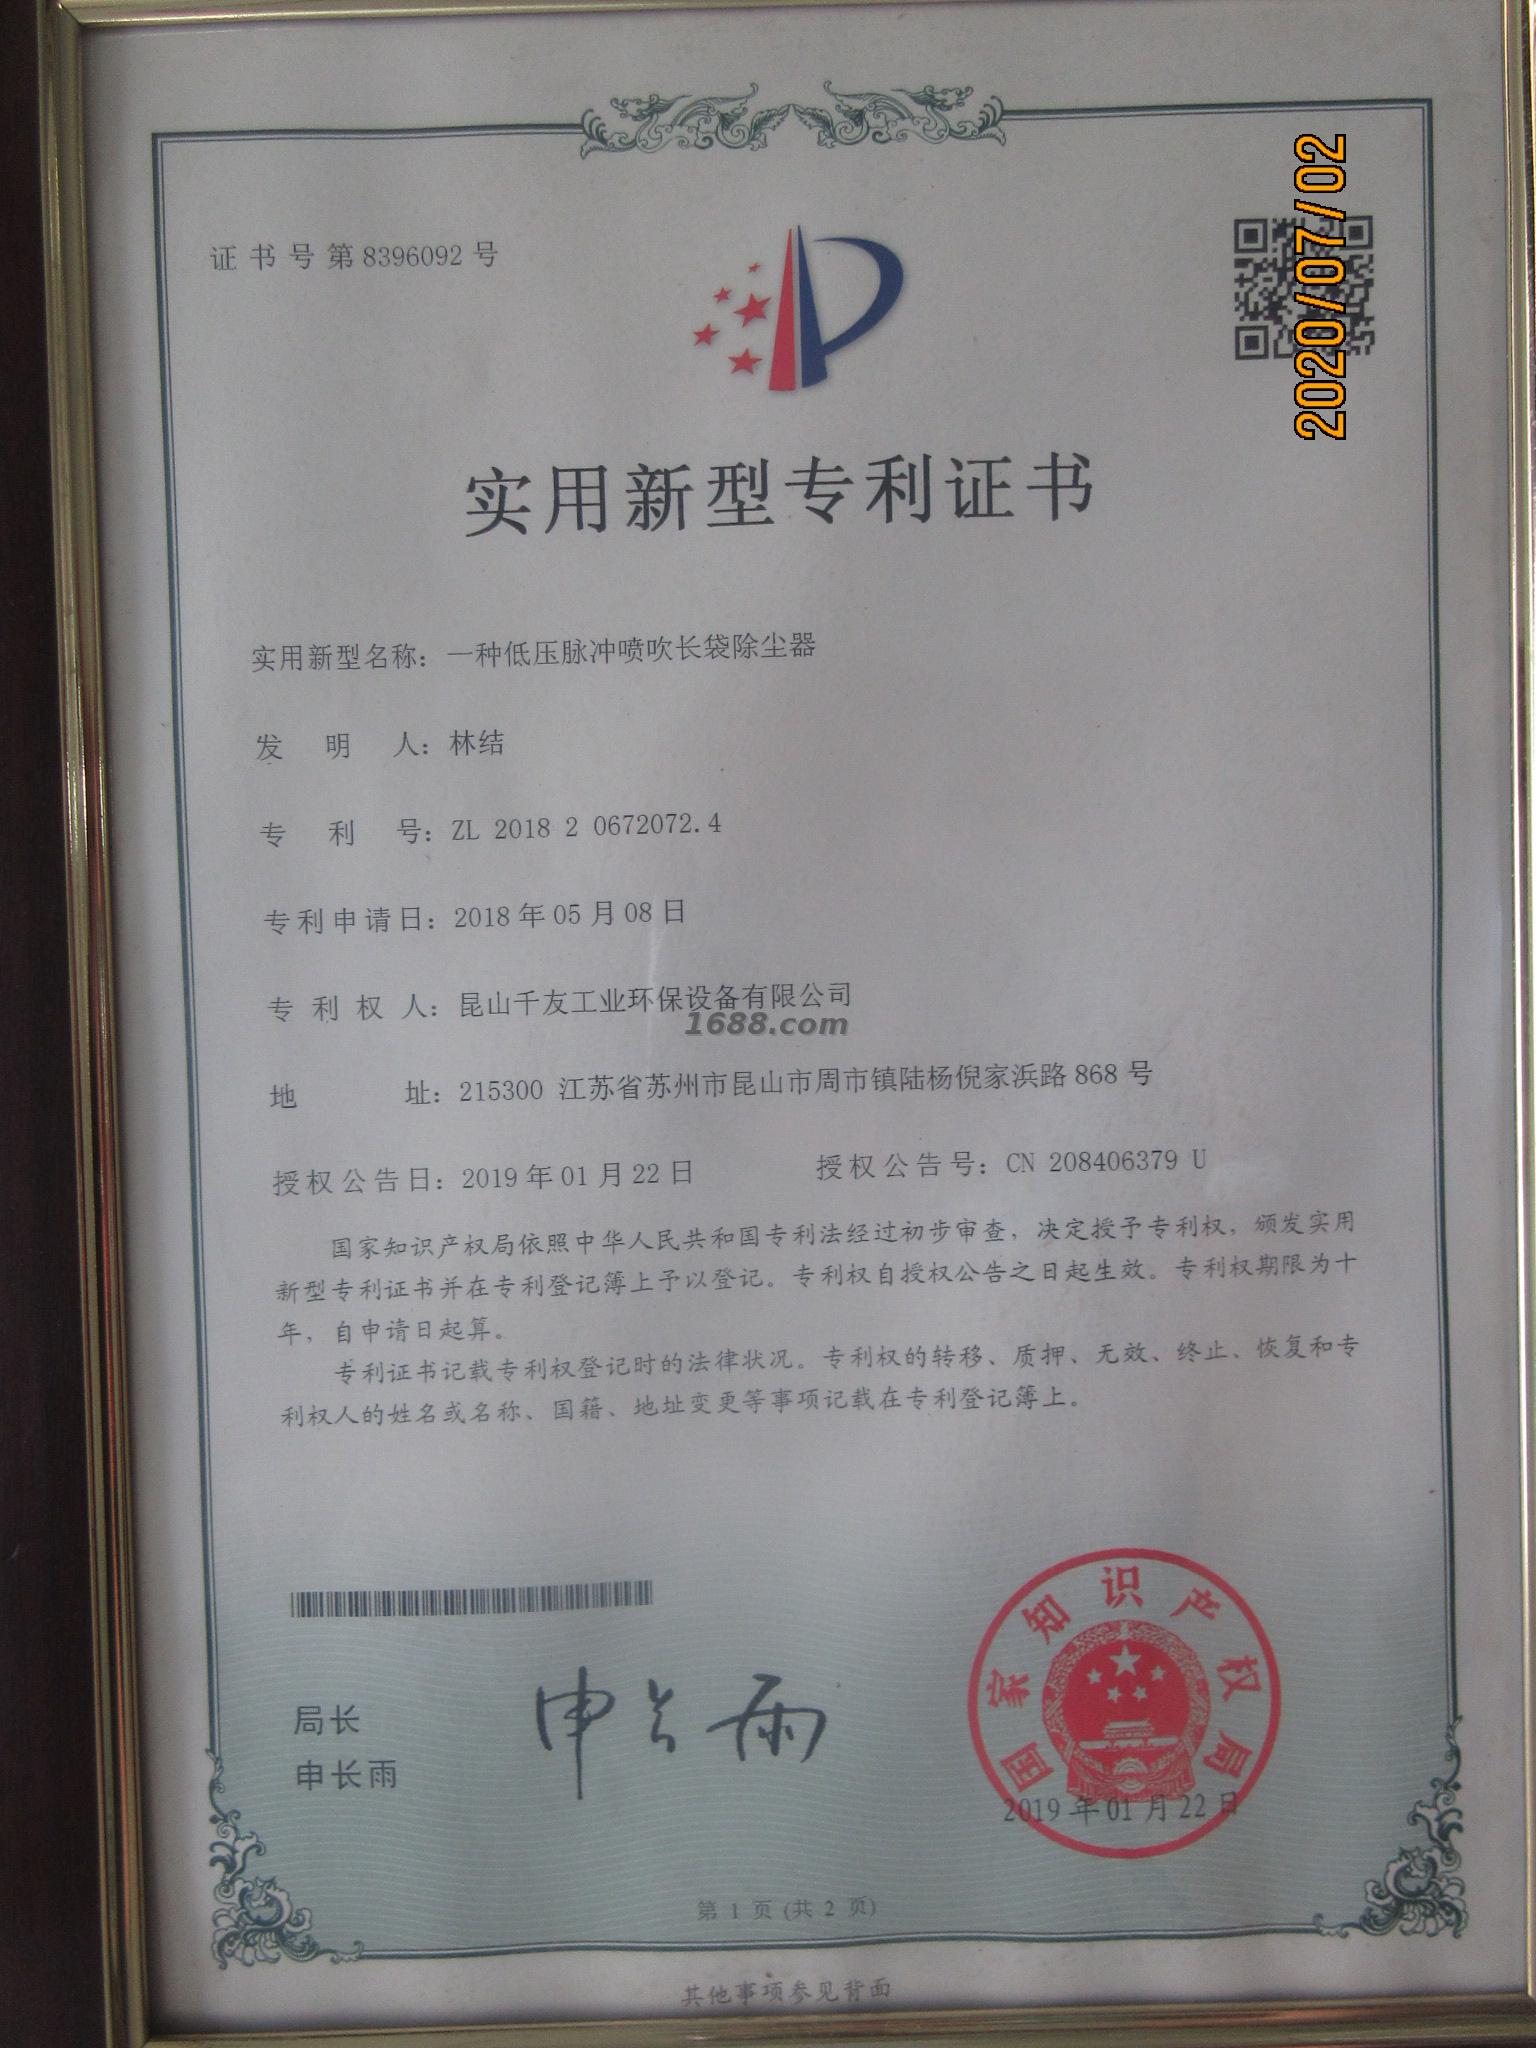 2020/07/02
证书号第8396092号
实用新型专利证书
实用新型名称：一种低压脉冲喷吹长袋除尘器
发明人：林结
专利号：ZL 2018 2 0672072.4
专利申请日：2018年05月08日
专利权人：昆山千友工业环保设备有限公司
1688.com
地址：215300 江苏省苏州市昆山市周市镇陆杨倪家浜路868号
授权公告日：2019年01月22日 授权公告号：CN 208406379 U
国家知识产权局依照中华人民共和国专利法经过初步审查，决定授予专利权，颁发实用
新型专利证书并在专利登记簿上予以登记。专利权自授权公告之日起生效。专利权期限为十
年，自申请日起算。
专利证书记载专利权登记时的法律状况。专利权的转移、质押、无效、终止、恢复和专
利权人的姓名或名称、国籍、地址变更等事项记载在专利登记簿上。
局长
申长雨
申长雨
国家知识产权局
2019年01月22日
第 1 页 (共 2 页)
其他事项参见背面